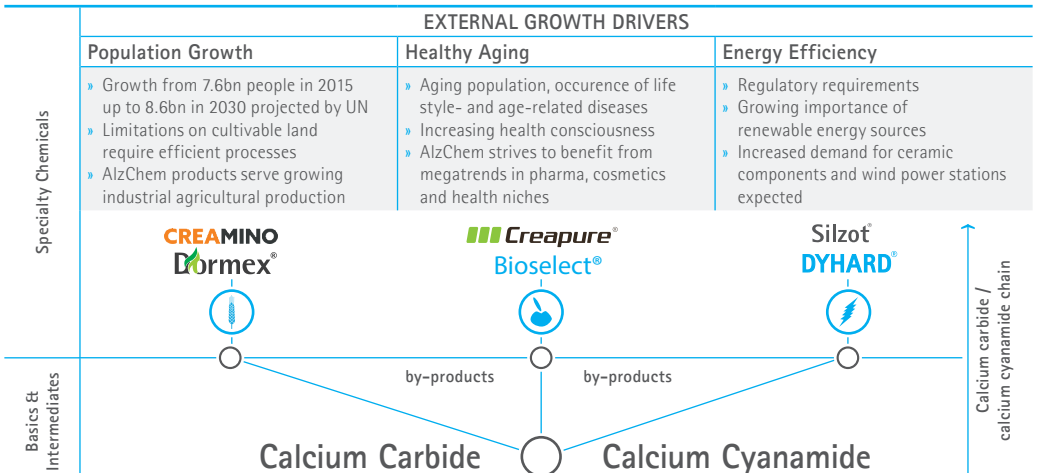 EXTERNAL GROWTH DRIVERS
Population Growth
» Growth from 7.6bn people in 2015
up to 8.6bn in 2030 projected by UN
» Limitations on cultivable land
require efficient processes
» AlzChem products serve growing
industrial agricultural production
Healthy Aging
» Aging population, occurence of life
style- and age-related diseases
» Increasing health consciousness
» AlzChem strives to benefit from
megatrends in pharma, cosmetics
and health niches
Energy Efficiency
» Regulatory requirements
» Growing importance of
renewable energy sources
» Increased demand for ceramic
components and wind power stations
expected
Specialty Chemicals
CREAMINO
Dormex®
Creapure®
Bioselect®
Silzot®
DYHARD®
Calcium carbide /
calcium cyanamide chain
by-products
by-products
Basics &
Intermediates
Calcium Carbide
Calcium Cyanamide